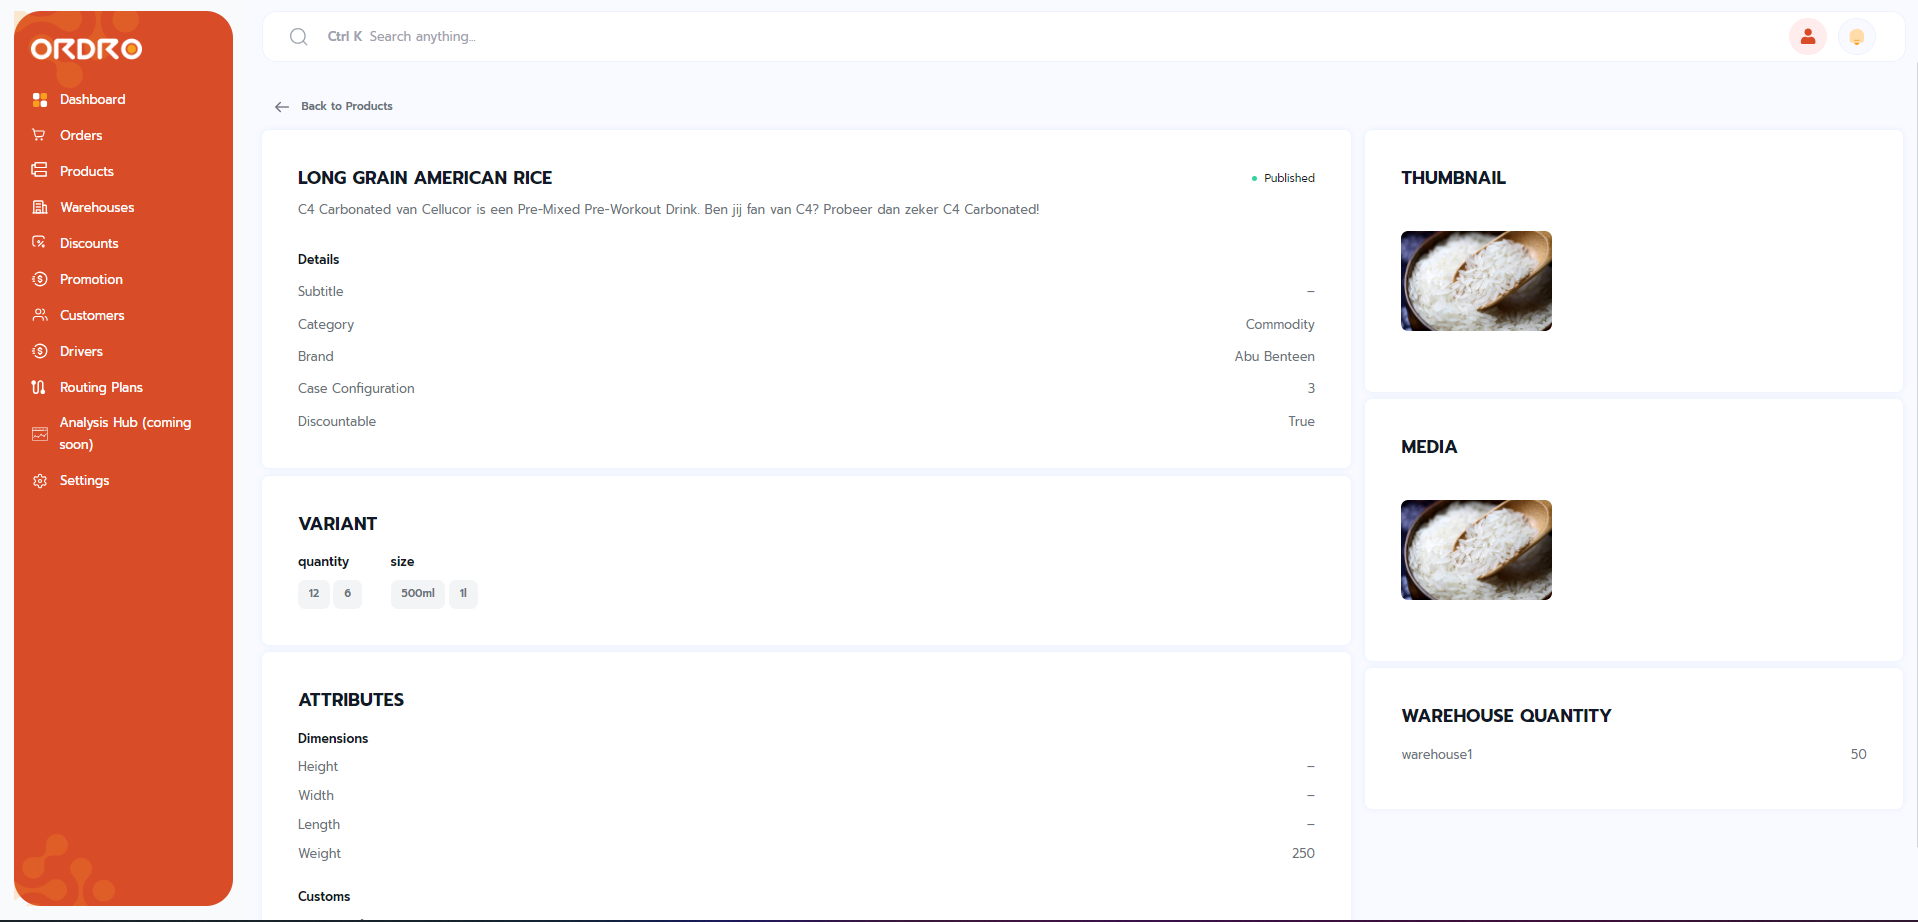 ORDRO
Dashboard
Orders
Products
Warehouses
Discounts
Promotion
Customers
Drivers
Routing Plans
Analysis Hub (coming
soon)
Settings
Ctrl K Search anything...
Back to Products
LONG GRAIN AMERICAN RICE
Published
C4 Carbonated van Cellucor is een Pre-Mixed Pre-Workout Drink. Ben jij fan van C4? Probeer dan zeker C4 Carbonated!
Details
Subtitle –
Category Commodity
Brand Abu Benteen
Case Configuration 3
Discountable True
VARIANT
quantity size
12 6 500ml 1l
ATTRIBUTES
Dimensions
Height –
Width –
Length –
Weight 250
Customs
THUMBNAIL
MEDIA
WAREHOUSE QUANTITY
warehouse1 50